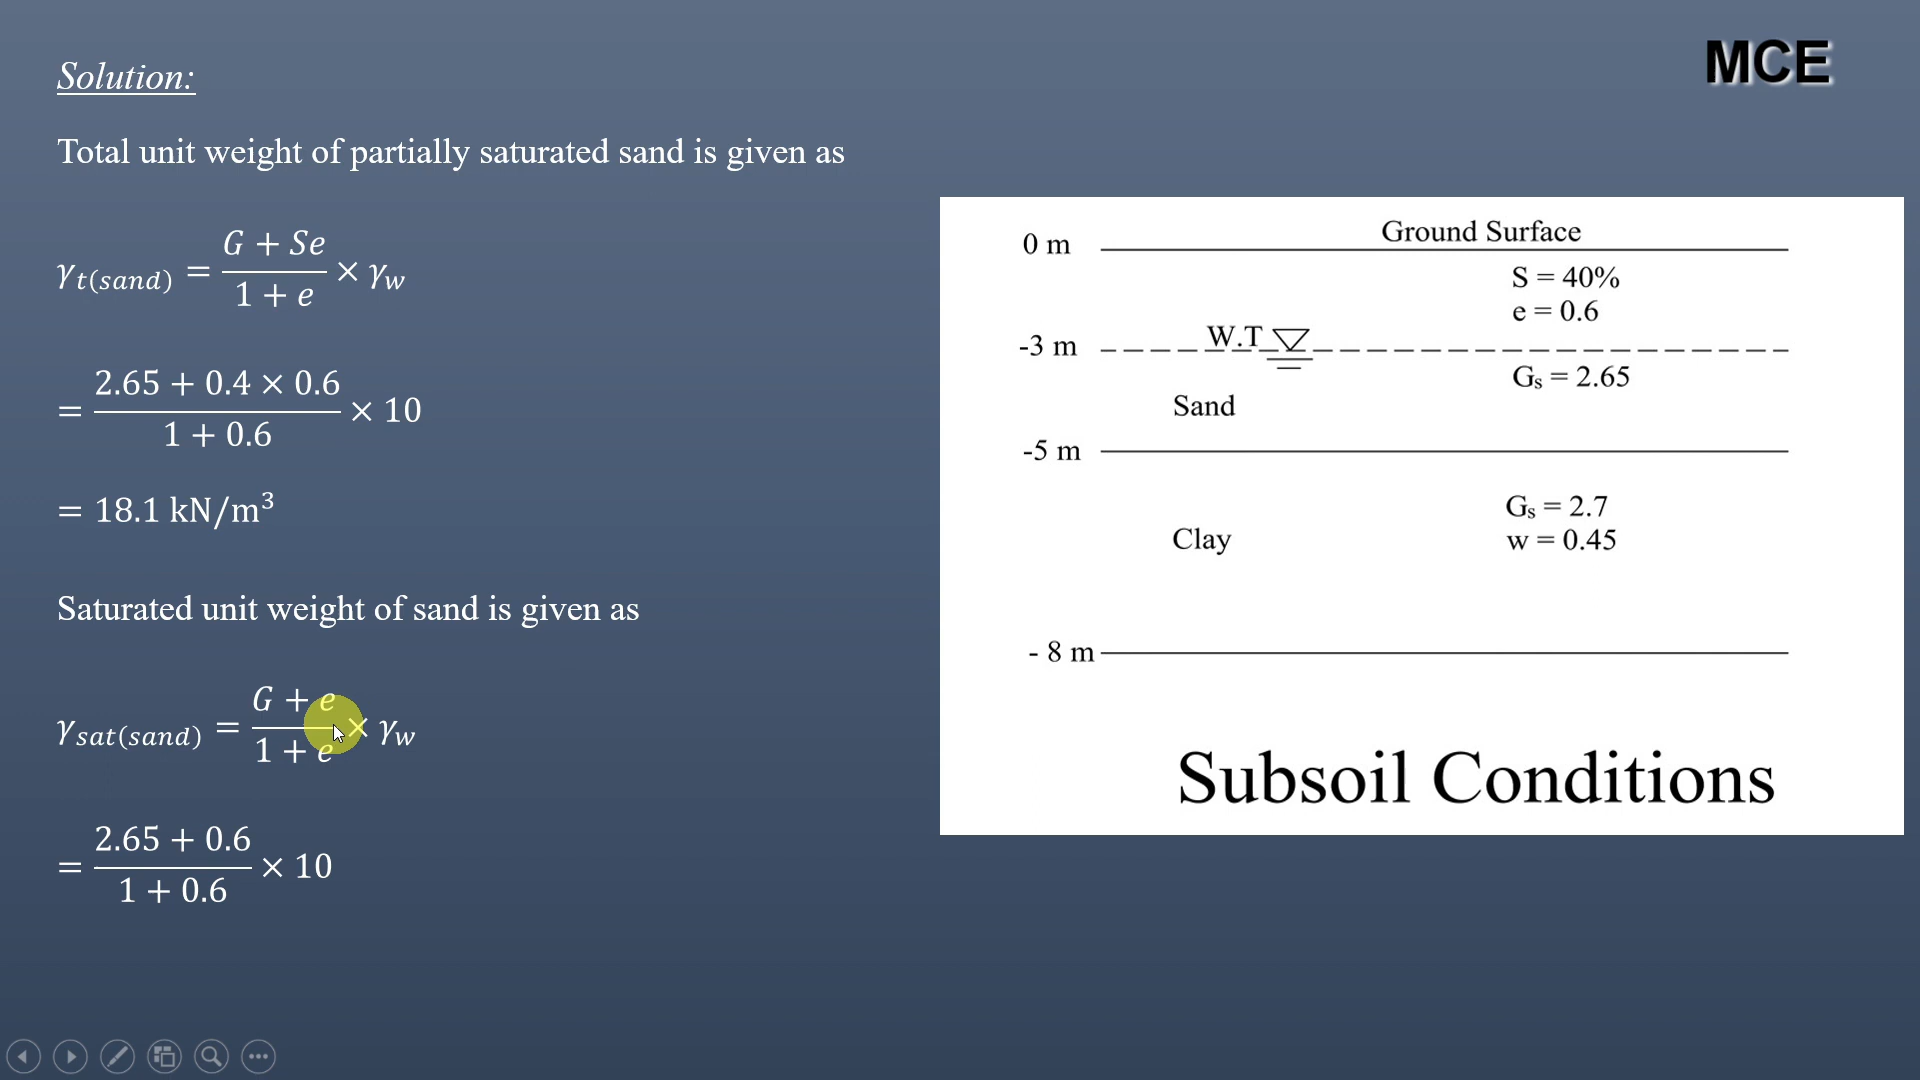 MCE
Solution:
Total unit weight of partially saturated sand is given as
γt(sand) = G + Se / 1 + e × γw
= 2.65 + 0.4 × 0.6 / 1 + 0.6 × 10
= 18.1 kN/m³
Saturated unit weight of sand is given as
γsat(sand) = G + e / 1 + e × γw
= 2.65 + 0.6 / 1 + 0.6 × 10
0 m
Ground Surface
S = 40%
e = 0.6
-3 m
W.T
Gs = 2.65
Sand
-5 m
Gs = 2.7
Clay
w = 0.45
- 8 m
Subsoil Conditions